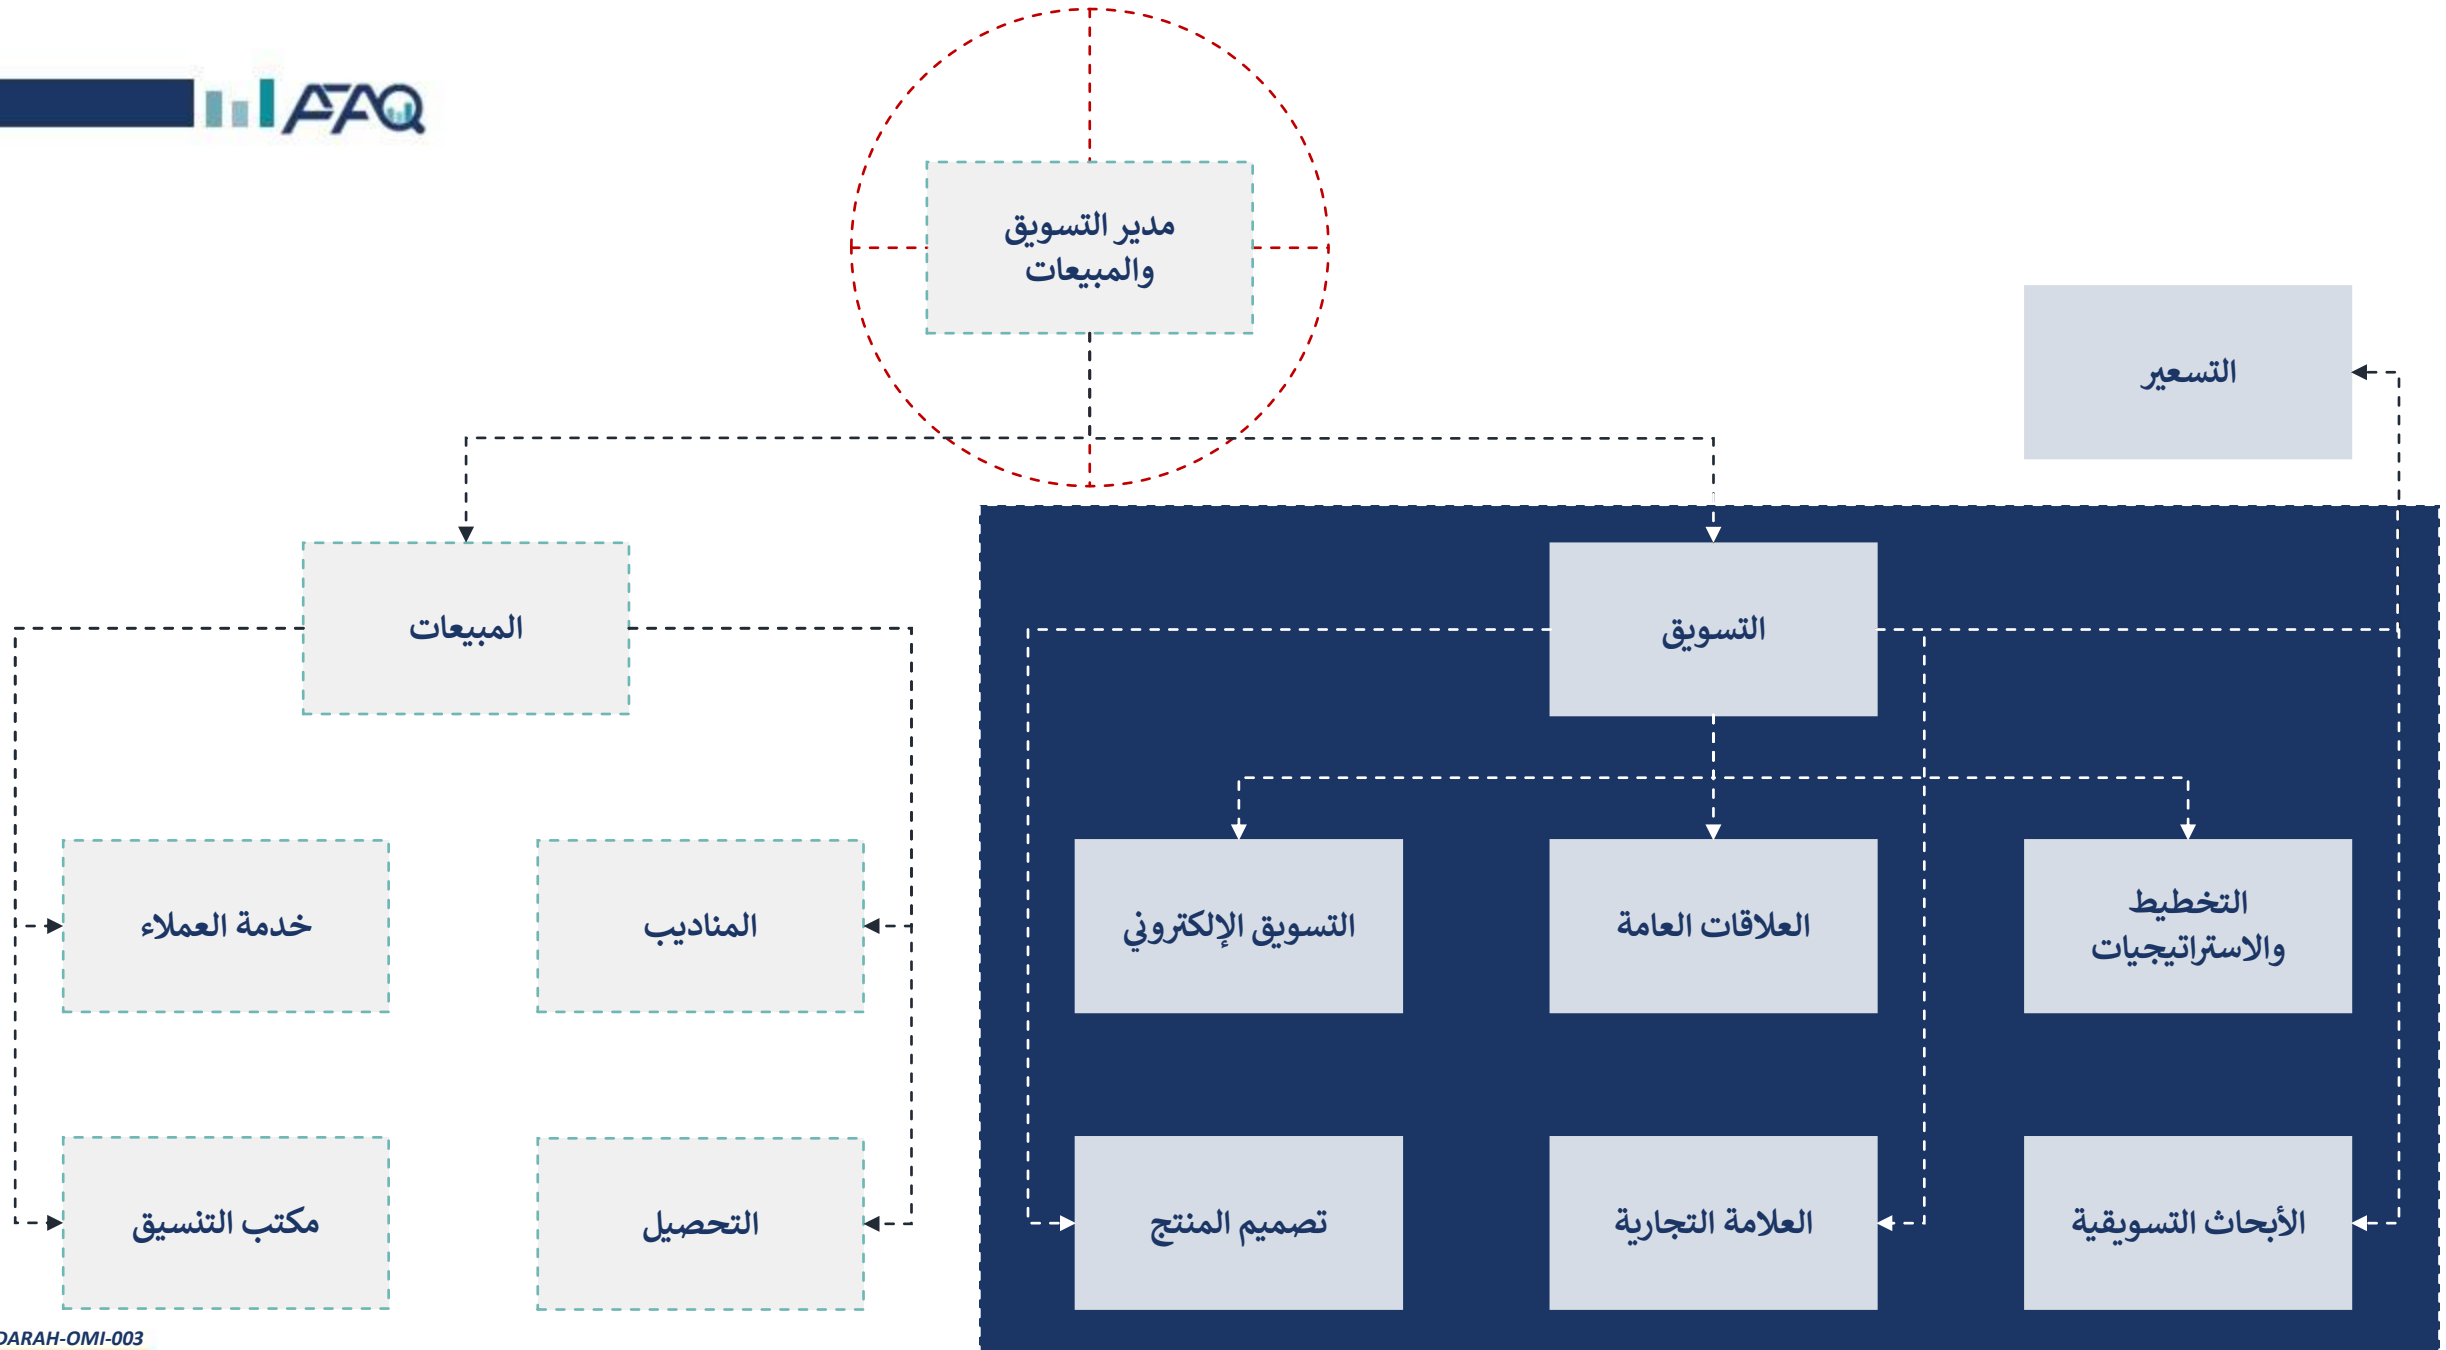 AFAQ
مدير التسويق
والمبيعات
التسعير
التسويق
المبيعات
التخطيط
والاستراتيجيات
العلاقات العامة
التسويق الإلكتروني
المناديب
خدمة العملاء
الأبحاث التسويقية
العلامة التجارية
تصميم المنتج
التحصيل
مكتب التنسيق
DARAH-OMI-003